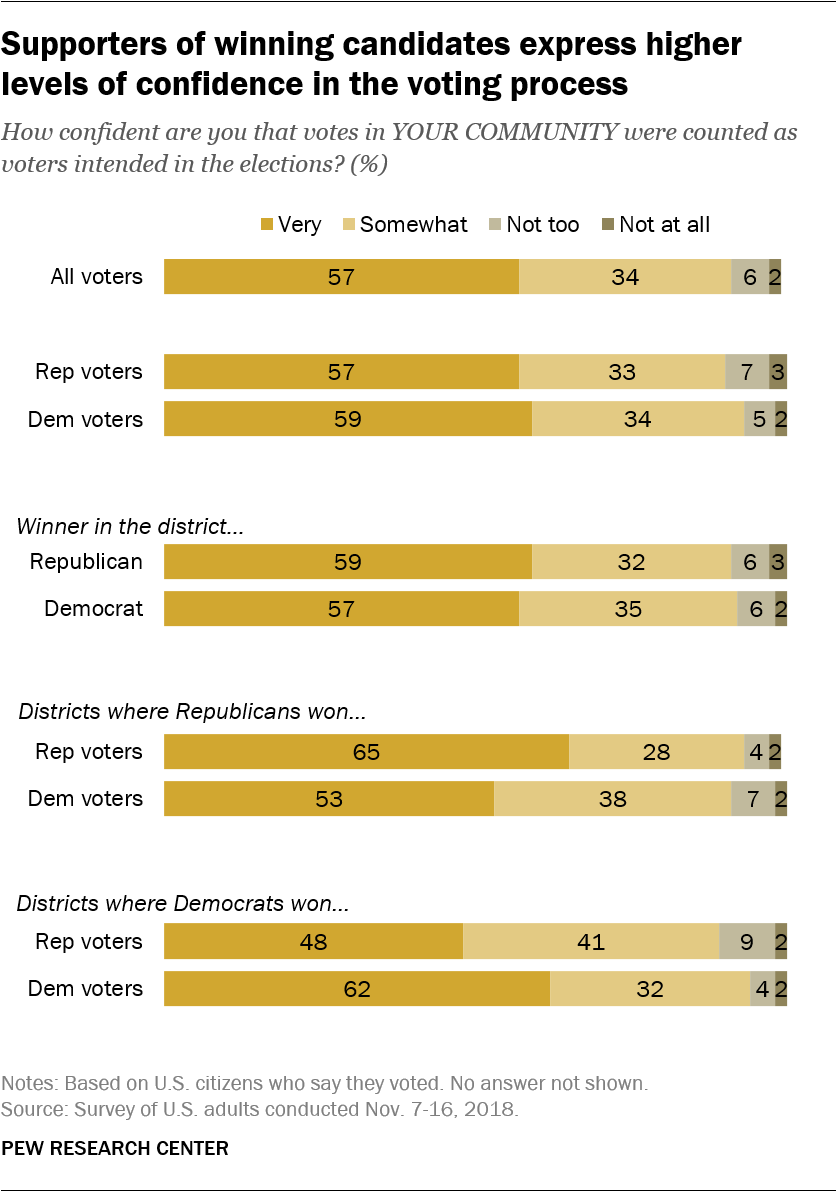 Supporters of winning candidates express higher
levels of confidence in the voting process
How confident are you that votes in YOUR COMMUNITY were counted as
voters intended in the elections? (%)
Very Somewhat Not too Not at all
All voters 57 34 6 2
Rep voters 57 33 7 3
Dem voters 59 34 5 2
Winner in the district...
Republican 59 32 6 3
Democrat 57 35 6 2
Districts where Republicans won...
Rep voters 65 28 4 2
Dem voters 53 38 7 2
Districts where Democrats won...
Rep voters 48 41 9 2
Dem voters 62 32 4 2
Notes: Based on U.S. citizens who say they voted. No answer not shown.
Source: Survey of U.S. adults conducted Nov. 7-16, 2018.
PEW RESEARCH CENTER